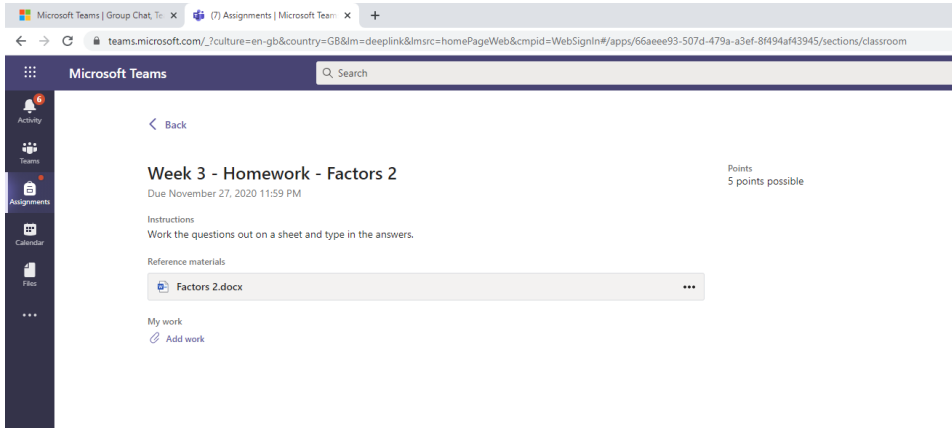 Microsoft Teams | Group Chat, Te
(7) Assignments | Microsoft Team
teams.microsoft.com/_?culture=en-gb&country=GB&lm=deeplink&lmsrc=homePageWeb&cmpid=WebSignIn#/apps/66aeee93-507d-479a-a3ef-8f494af43945/sections/classroom
Microsoft Teams
Search
6
Activity
Teams
Assignments
Calendar
Files
Back
Week 3 - Homework - Factors 2
Due November 27, 2020 11:59 PM
Points
5 points possible
Instructions
Work the questions out on a sheet and type in the answers.
Reference materials
Factors 2.docx
My work
Add work